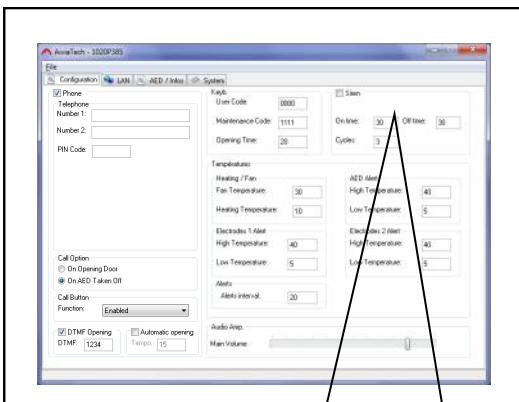 AiviaTech - 1020P385
File
Configuration LAN AED / Infos System
Phone
Telephone
Number 1:
Number 2:
PIN Code:
Call Option
On Opening Door
On AED Taken Off
Call Button
Function: Enabled
DTMF Opening
DTMF: 1234
Automatic opening
Tempo.: 15
Keyb.
User Code: 0000
Maintenance Code: 1111
Opening Time: 20
Siren
On time: 30 Off time: 30
Cycles: 3
Températures
Heating / Fan
Fan Temperature: 30
Heating Temperature: 10
AED Alert
High Temperature: 40
Low Temperature: 5
Electrodes 1 Alert
High Temperature: 40
Low Temperature: 5
Electrodes 2 Alert
High Temperature: 40
Low Temperature: 5
Alerts
Alerts interval: 20
Audio Amp.
Main Volume